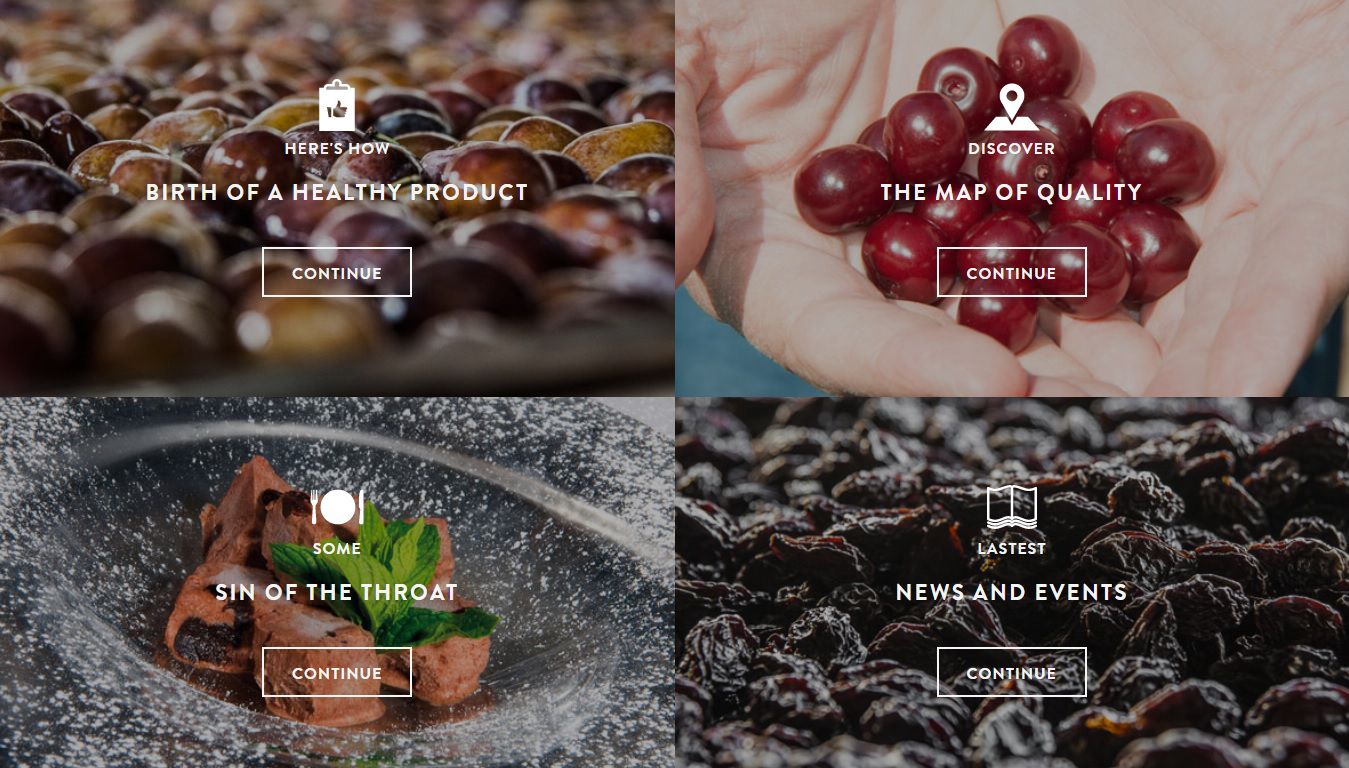 HERE'S HOW
BIRTH OF A HEALTHY PRODUCT
CONTINUE
DISCOVER
THE MAP OF QUALITY
CONTINUE
SOME
SIN OF THE THROAT
CONTINUE
LASTEST
NEWS AND EVENTS
CONTINUE